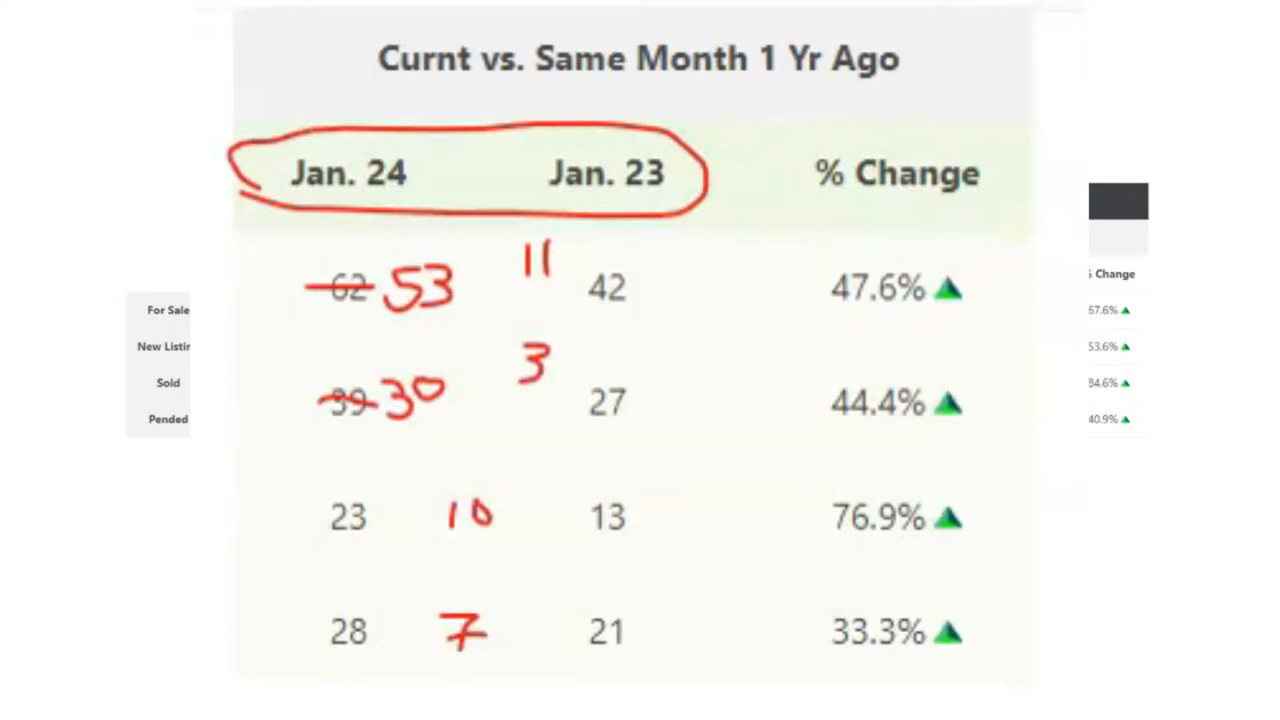 Curnt vs. Same Month 1 Yr Ago
Jan. 24 Jan. 23 % Change
% Change
62 53 11 42 47.6%
For Sale 67.6%
New Listin 53.6%
39 30 3 27 44.4%
Sold 84.6%
Pended 40.9%
23 10 13 76.9%
28 7 21 33.3%